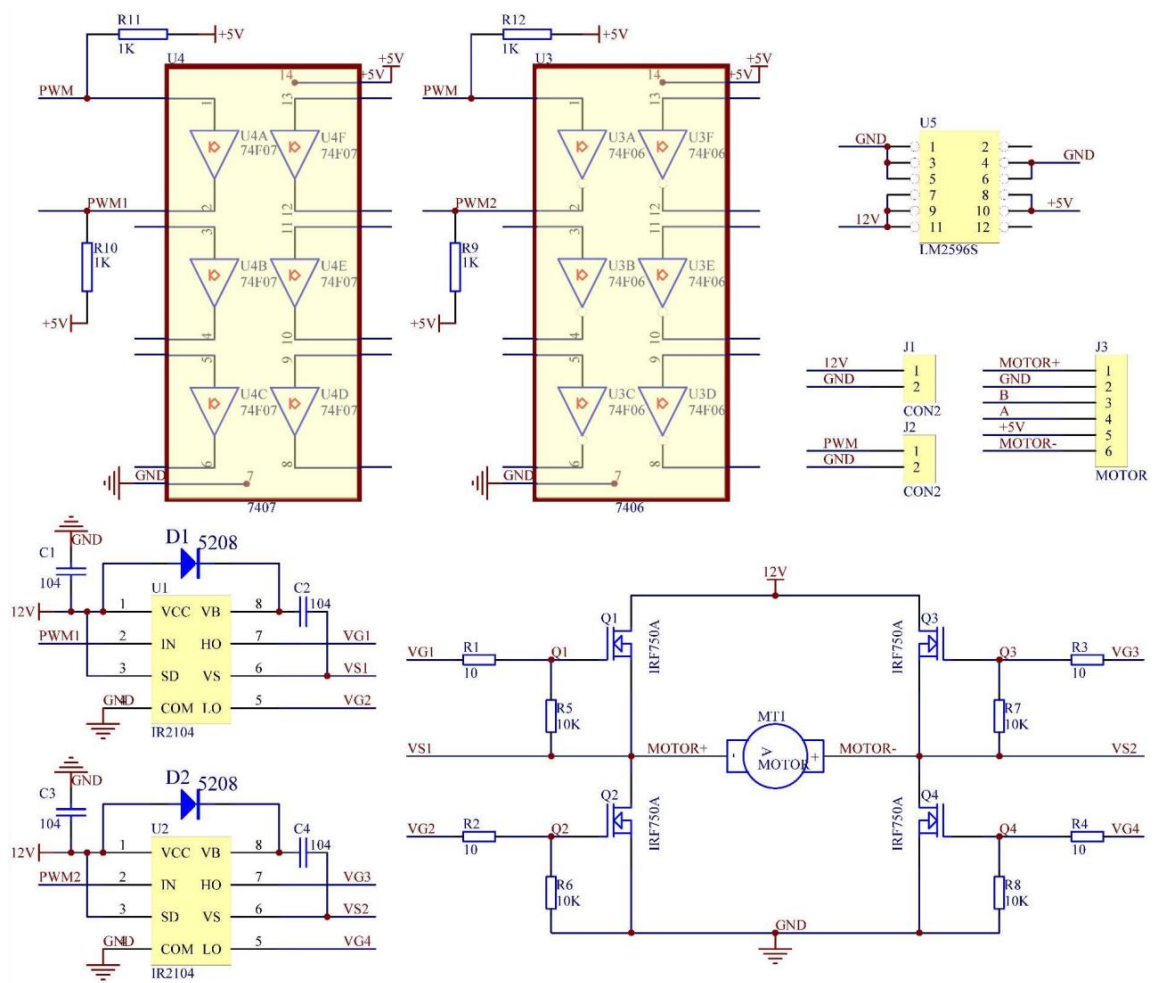 R11
1K
+5V
U4
+5V
14
+5V
PWM
1
13
U4A
74F07
U4F
74F07
PWM1
2
12
3
11
R10
1K
U4B
74F07
U4E
74F07
+5V
4
10
5
9
U4C
74F07
U4D
74F07
6
8
GND
7
7407
R12
1K
+5V
U3
+5V
14
+5V
PWM
1
13
U3A
74F06
U3F
74F06
PWM2
2
12
3
11
R9
1K
U3B
74F06
U3E
74F06
+5V
4
10
5
9
U3C
74F06
U3D
74F06
6
8
GND
7
7406
U5
GND
1 2
3 4
GND
5 6
7 8
9 10
+5V
12V
11 12
LM2596S
J1
12V
1
GND
2
CON2
J2
PWM
1
GND
2
CON2
J3
MOTOR+
1
GND
2
B
3
A
4
+5V
5
MOTOR-
6
MOTOR
GND
D1 5208
C1
104
U1
C2
104
12V
1 VCC VB 8
PWM1
2 IN HO 7
VG1
3 SD VS 6
VS1
GND
4 COM LO 5
VG2
IR2104
GND
D2 5208
C3
104
U2
C4
104
12V
1 VCC VB 8
PWM2
2 IN HO 7
VG3
3 SD VS 6
VS2
GND
4 COM LO 5
VG4
IR2104
12V
Q1
IRF750A
Q3
IRF750A
VG1
R1
10
Q1
Q3
R3
10
VG3
R5
10K
R7
10K
MT1
VS1
MOTOR+
- V +
MOTOR
MOTOR-
VS2
Q2
IRF750A
Q4
IRF750A
VG2
R2
10
Q2
Q4
R4
10
VG4
R6
10K
R8
10K
GND